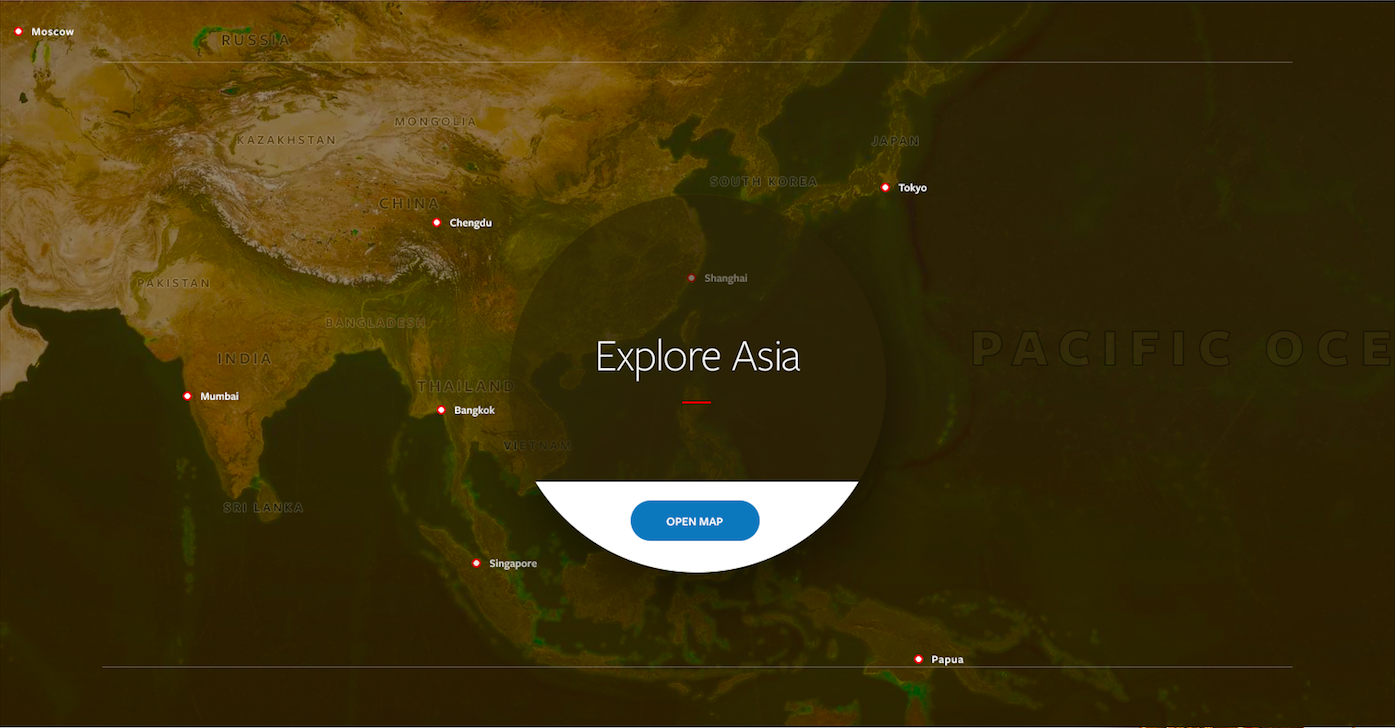 Moscow
RUSSIA
MONGOLIA
KAZAKHSTAN
JAPAN
SOUTH KOREA
Tokyo
CHINA
Chengdu
Shanghai
PAKISTAN
BANGLADESH
PACIFIC OCE
INDIA
Explore Asia
THAILAND
Mumbai
Bangkok
VIETNAM
SRI LANKA
OPEN MAP
Singapore
Papua